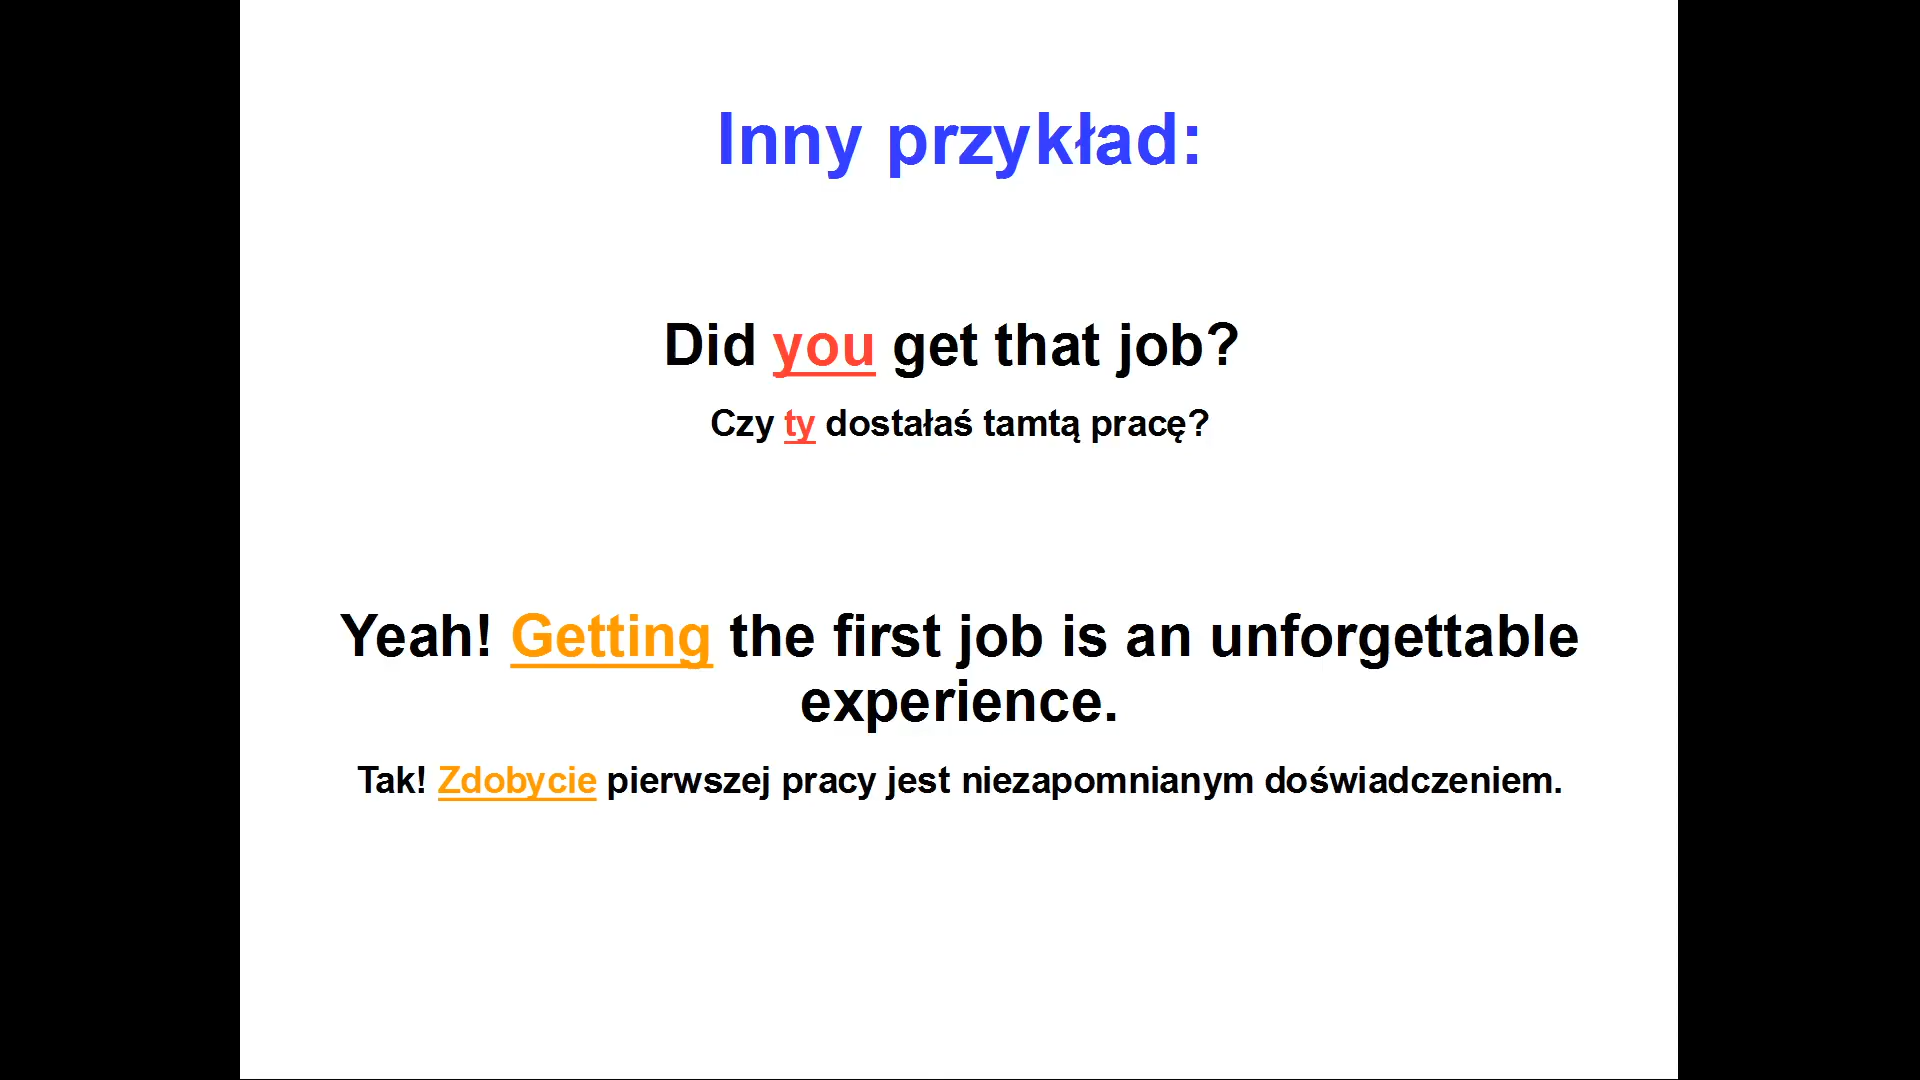 Inny przykład:
Did you get that job?
Czy ty dostałaś tamtą pracę?
Yeah! Getting the first job is an unforgettable
experience.
Tak! Zdobycie pierwszej pracy jest niezapomnianym doświadczeniem.